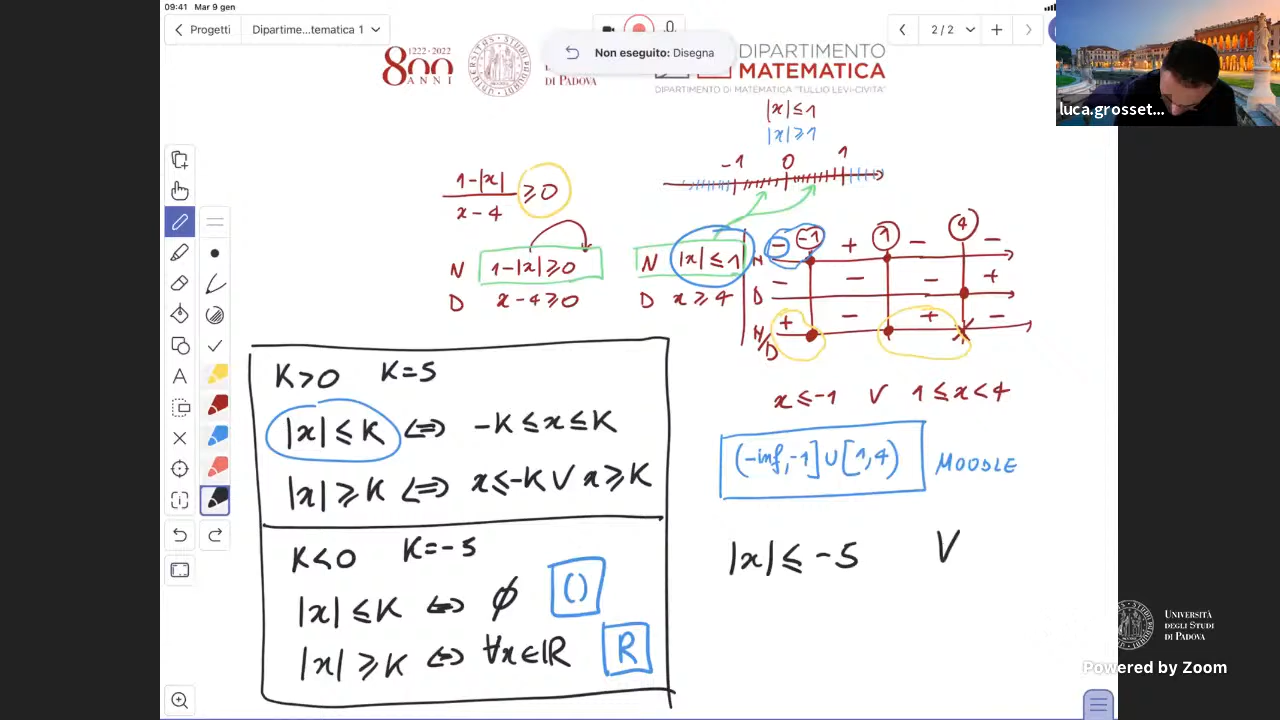 09:41 Mar 9 gen
Progetti
Dipartime...tematica 1
2/2
Non eseguito: Disegna
1222·2022
800
ANNI
UNIVERSITÀ
DEGLI STUDI
DI PADOVA
DIPARTIMENTO
MATEMATICA
DIPARTIMENTO DI MATEMATICA "TULLIO LEVI-CIVITA"
luca.grosset...
|x| ≤ 1
|x| ≥ 1
-1 0 1
1-|x| / x-4 ≥ 0
N 1-|x| ≥ 0
D x-4 ≥ 0
N |x| ≤ 1
D x ≥ 4
-1 1 4
N - + - -
D - - - +
N/D + - + -
x ≤ -1 V 1 ≤ x < 4
(-inf,-1] ∪ [1,4) MOODLE
K > 0 K = 5
|x| ≤ K ⇔ -K ≤ x ≤ K
|x| ≥ K ⇔ x ≤ -K V x ≥ K
K < 0 K = -5
|x| ≤ K ⇔ ∅ ()
|x| ≥ K ⇔ ∀x∈ℝ R
|x| ≤ -5 V
UNIVERSITÀ
DEGLI STUDI
DI PADOVA
Powered by Zoom